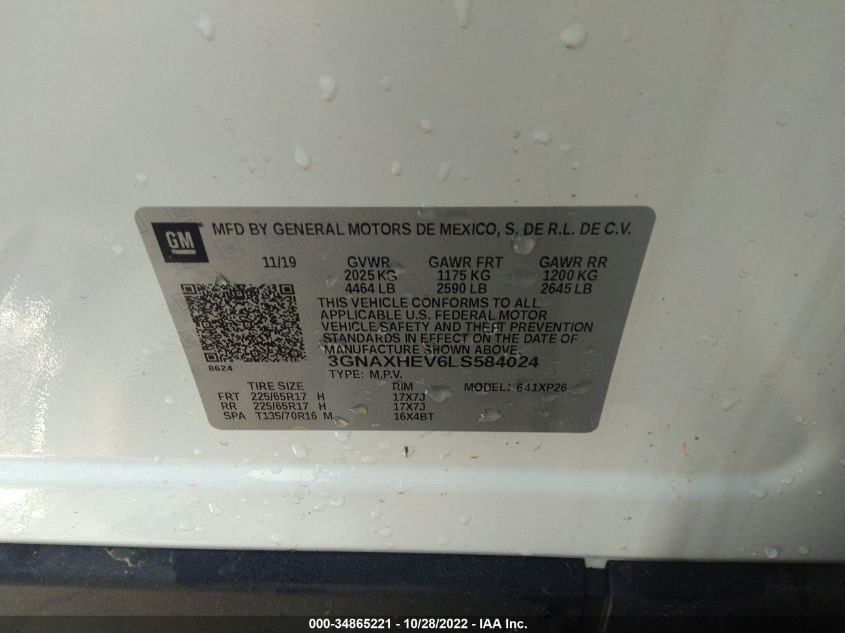 GM
MFD BY GENERAL MOTORS DE MEXICO, S. DE R.L. DE C.V.
11/19 GVWR GAWR FRT GAWR RR
2025 KG 1175 KG 1200 KG
4464 LB 2590 LB 2645 LB
THIS VEHICLE CONFORMS TO ALL
APPLICABLE U.S. FEDERAL MOTOR
VEHICLE SAFETY AND THEFT PREVENTION
STANDARDS IN EFFECT ON THE DATE OF
MANUFACTURE SHOWN ABOVE.
8624
3GNAXHEV6LS584024
TYPE: M.P.V.
TIRE SIZE RIM MODEL: 641XP26
FRT 225/65R17 H 17X7J
RR 225/65R17 H 17X7J
SPA T135/70R16 M 16X4BT
000-34865221 - 10/28/2022 - IAA Inc.